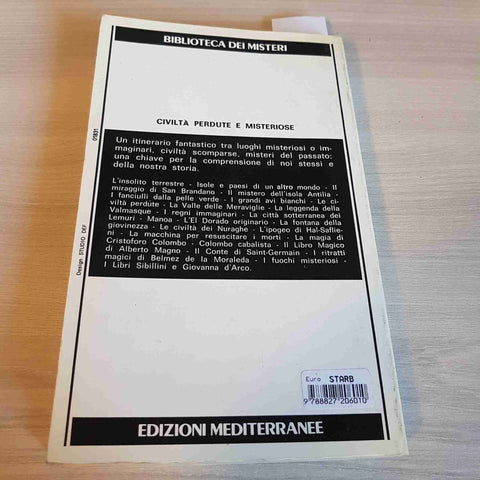 BIBLIOTECA DEI MISTERI
CIVILTÀ PERDUTE E MISTERIOSE
Un itinerario fantastico tra luoghi misteriosi o im-
maginari, civiltà scomparse, misteri del passato:
una chiave per la comprensione di noi stessi e
della nostra storia.
L'insolito terrestre - Isole e paesi di un altro mondo - Il
miraggio di San Brandano - Il mistero dell'isola Antilia -
I fanciulli dalla pelle verde - I grandi avi bianchi - Le ci-
viltà perdute - La Valle delle Meraviglie - La leggenda della
Valmasque - I regni immaginari - La città sotterranea dei
Lemuri - Manoa - L'El Dorado originario - La fontana della
giovinezza - Le civiltà dei Nuraghe - L'ipogeo di Hal-Saflie-
ni - La macchina per resuscitare i morti - La magia di
Cristoforo Colombo - Colombo cabalista - Il Libro Magico
di Alberto Magno - Il Conte di Saint-Germain - I ritratti
magici di Belmez de la Moraleda - I fuochi misteriosi -
I Libri Sibillini e Giovanna d'Arco.
01831
Design STUDIO DEF
Euro STARB
9 788827 206010
EDIZIONI MEDITERRANEE